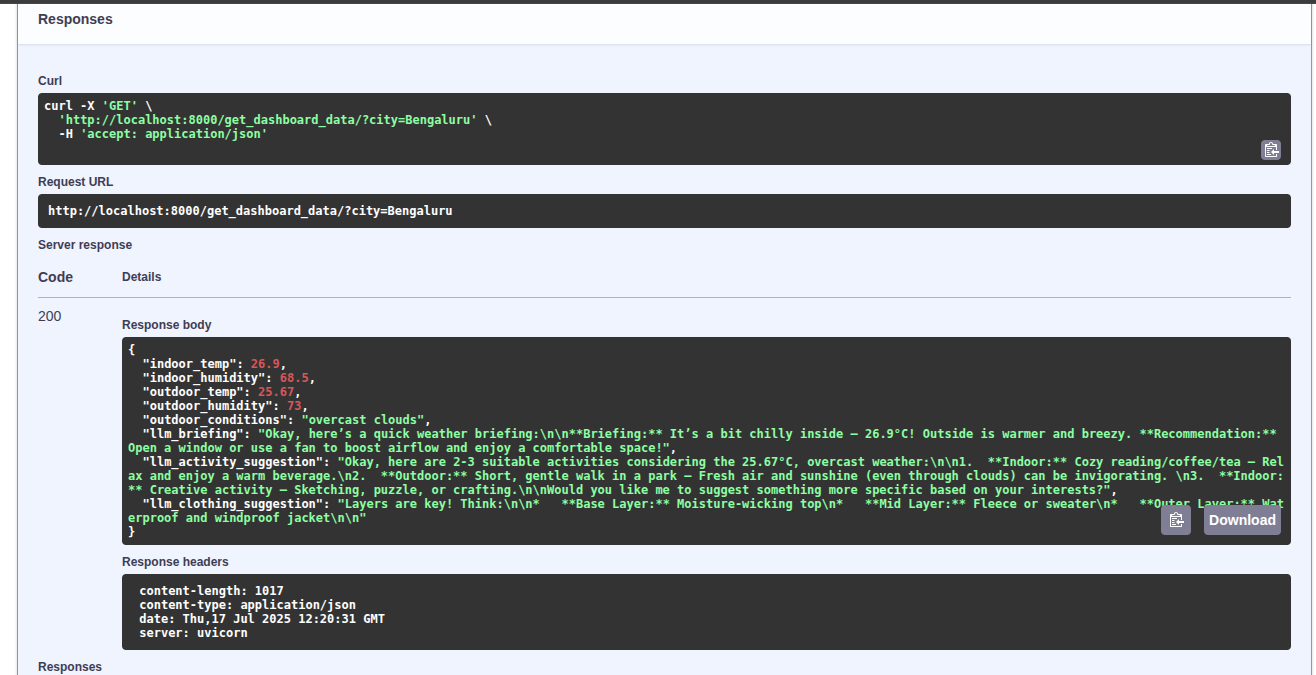 Responses
Curl
curl -X 'GET' \
'http://localhost:8000/get_dashboard_data/?city=Bengaluru' \
-H 'accept: application/json'
Request URL
http://localhost:8000/get_dashboard_data/?city=Bengaluru
Server response
Code Details
200
Response body
{
"indoor_temp": 26.9,
"indoor_humidity": 68.5,
"outdoor_temp": 25.67,
"outdoor_humidity": 73,
"outdoor_conditions": "overcast clouds",
"llm_briefing": "Okay, here’s a quick weather briefing:\n\n**Briefing:** It’s a bit chilly inside – 26.9°C! Outside is warmer and breezy. **Recommendation:**
Open a window or use a fan to boost airflow and enjoy a comfortable space!",
"llm_activity_suggestion": "Okay, here are 2-3 suitable activities considering the 25.67°C, overcast weather:\n\n1.  **Indoor:** Cozy reading/coffee/tea – Rel
ax and enjoy a warm beverage.\n2.  **Outdoor:** Short, gentle walk in a park – Fresh air and sunshine (even through clouds) can be invigorating. \n3.  **Indoor:
** Creative activity – Sketching, puzzle, or crafting.\n\nWould you like me to suggest something more specific based on your interests?",
"llm_clothing_suggestion": "Layers are key! Think:\n\n*   **Base Layer:** Moisture-wicking top\n*   **Mid Layer:** Fleece or sweater\n*   **Outer Layer:** Wat
erproof and windproof jacket\n\n"
}
Download
Response headers
content-length: 1017
content-type: application/json
date: Thu,17 Jul 2025 12:20:31 GMT
server: uvicorn
Responses